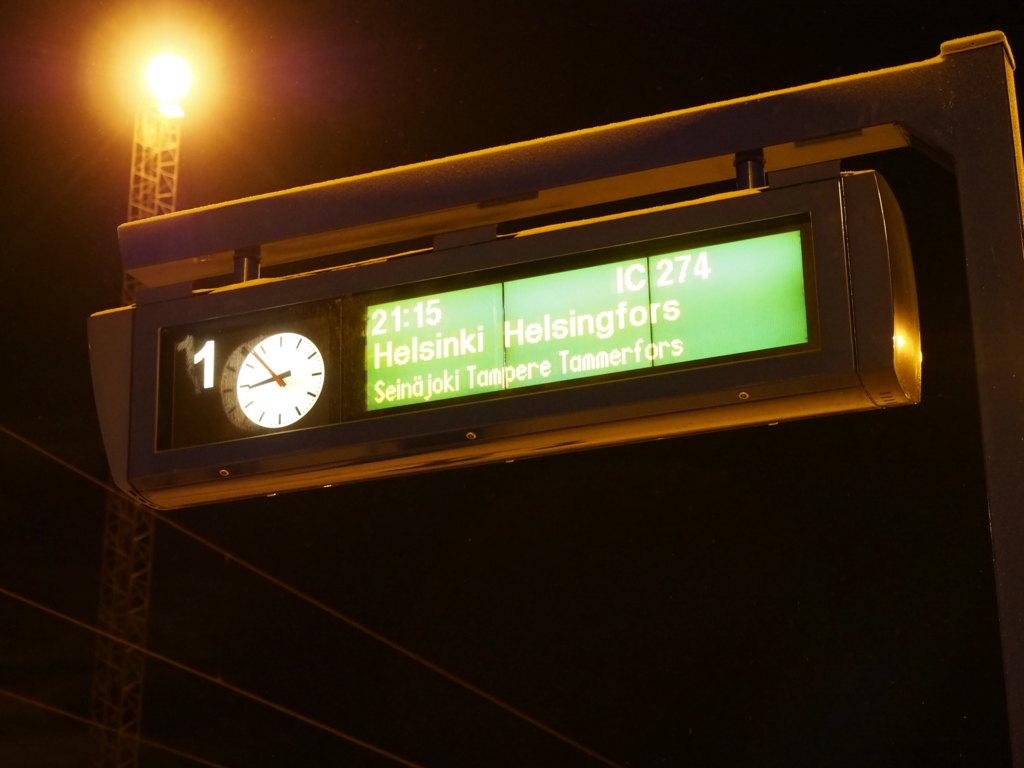 1
21:15 IC 274
Helsinki Helsingfors
Seinäjoki Tampere Tammerfors